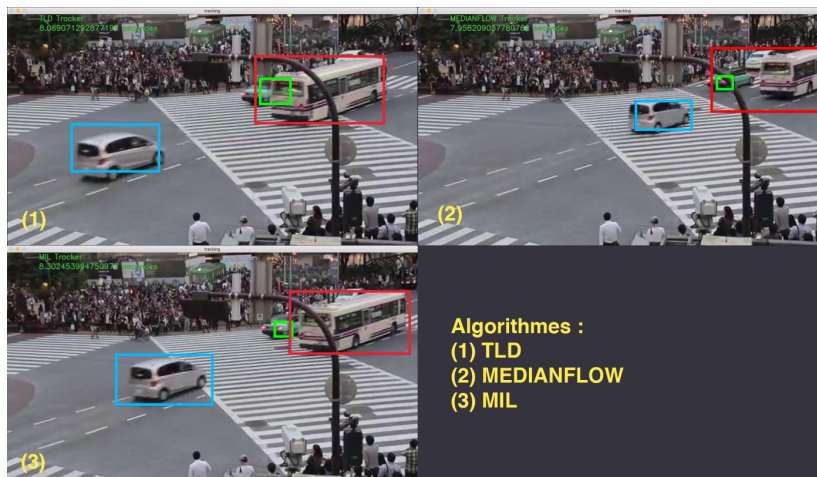 tracking
TLD Tracker
(1)
tracking
MEDIANFLOW Tracker
(2)
tracking
MIL Tracker
(3)
Algorithmes :
(1) TLD
(2) MEDIANFLOW
(3) MIL